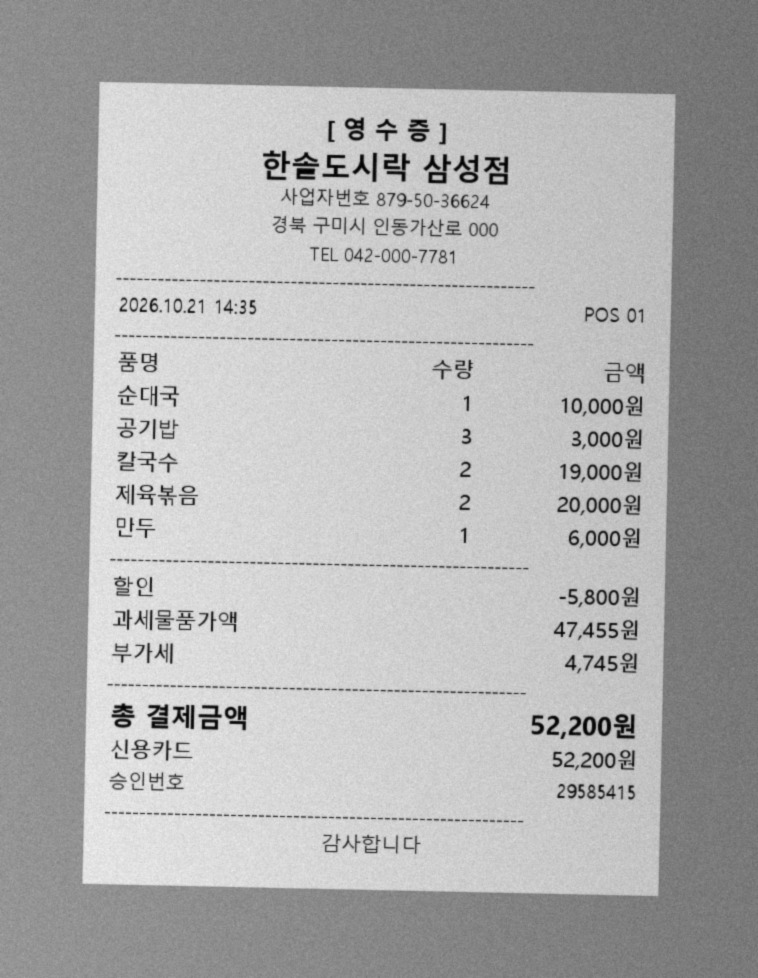 [ 영 수 증 ]
한솥도시락 삼성점
사업자번호 879-50-36624
경북 구미시 인동가산로 000
TEL 042-000-7781
--------------------------------------------------------
2026.10.21 14:35 POS 01
--------------------------------------------------------
품명 수량 금액
순대국 1 10,000원
공기밥 3 3,000원
칼국수 2 19,000원
제육볶음 2 20,000원
만두 1 6,000원
--------------------------------------------------------
할인 -5,800원
과세물품가액 47,455원
부가세 4,745원
--------------------------------------------------------
총 결제금액 52,200원
신용카드 52,200원
승인번호 29585415
--------------------------------------------------------
감사합니다